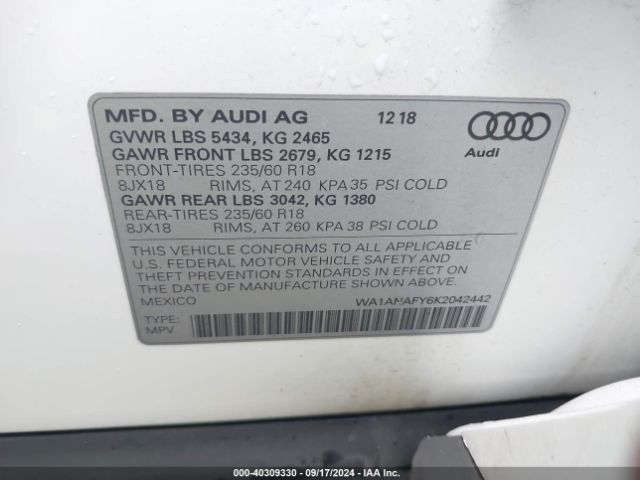 MFD. BY AUDI AG 12 18
GVWR LBS 5434, KG 2465
GAWR FRONT LBS 2679, KG 1215
FRONT-TIRES 235/60 R18
8JX18 RIMS, AT 240 KPA 35 PSI COLD
GAWR REAR LBS 3042, KG 1380
REAR-TIRES 235/60 R18
8JX18 RIMS, AT 260 KPA 38 PSI COLD
Audi
THIS VEHICLE CONFORMS TO ALL APPLICABLE
U.S. FEDERAL MOTOR VEHICLE SAFETY AND
THEFT PREVENTION STANDARDS IN EFFECT ON
THE DATE OF MANUFACTURE SHOWN ABOVE.
MEXICO WA1ANAFY6K2042442
TYPE:
MPV
000-40309330 - 09/17/2024 - IAA Inc.